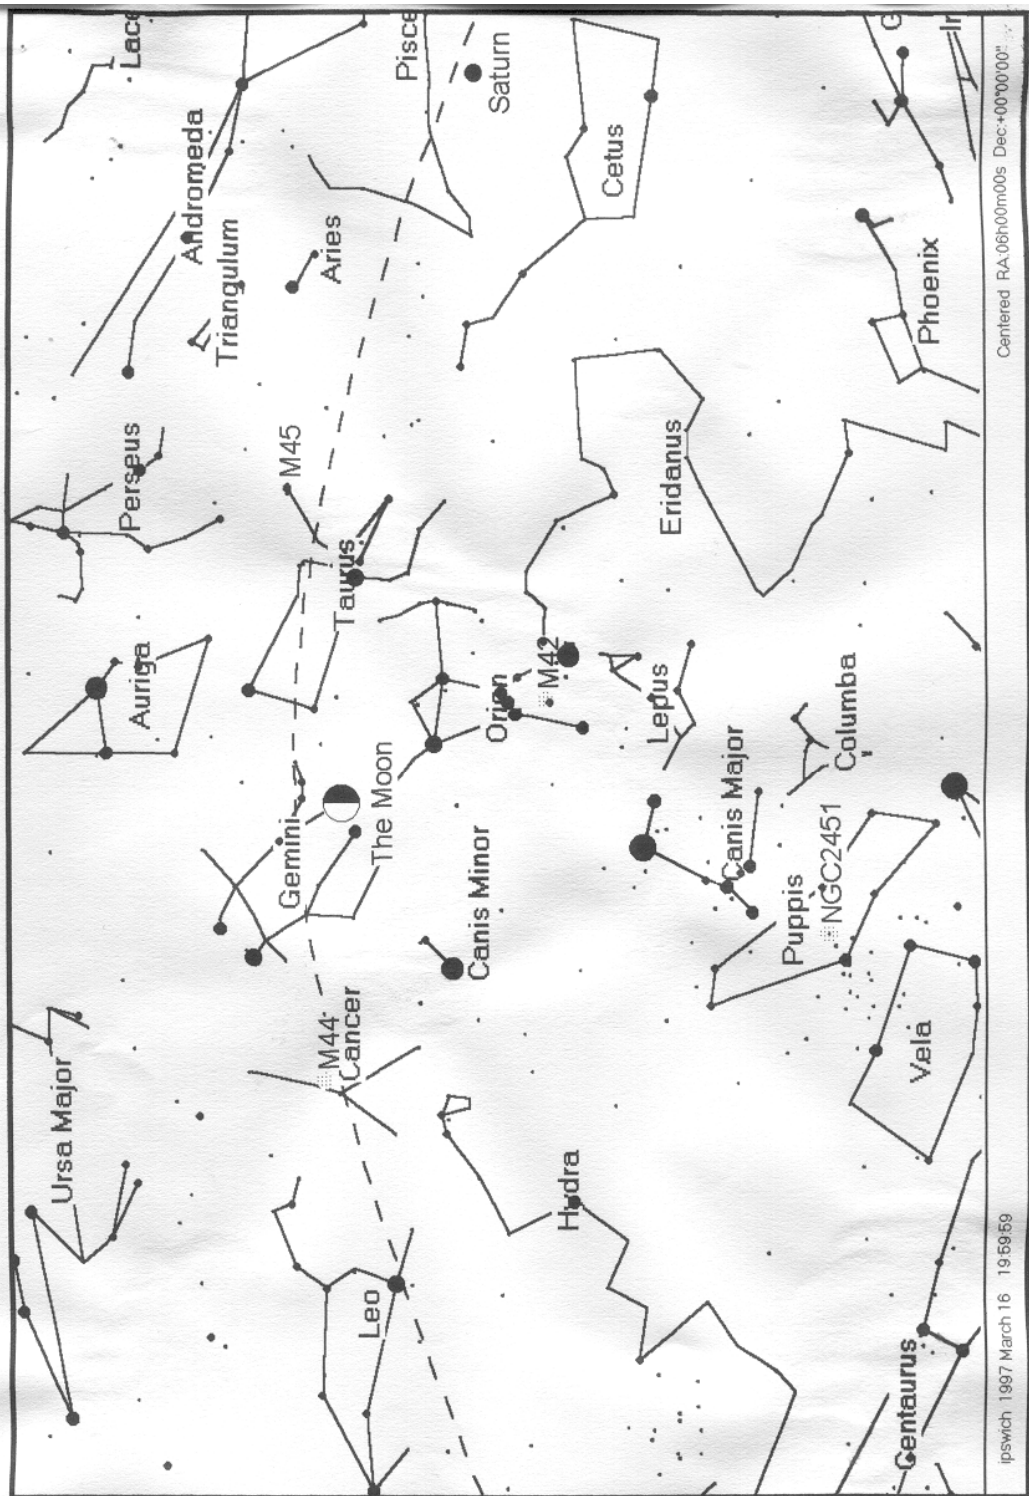 Ursa Major
Perseus
Lace
Auriga
Andromeda
Triangulum
Gemini
M45
M44
Aries
Taurus
Cancer
Leo
The Moon
Pisce
Canis Minor
Orion
Saturn
M42
Hydra
Cetus
Lepus
Eridanus
Canis Major
Puppis
NGC2451
Columba
G
Centaurus
Vela
Phoenix
ipswich 1997 March 16 19:59:59
Centered RA:06h00m00s Dec:+00°00'00"